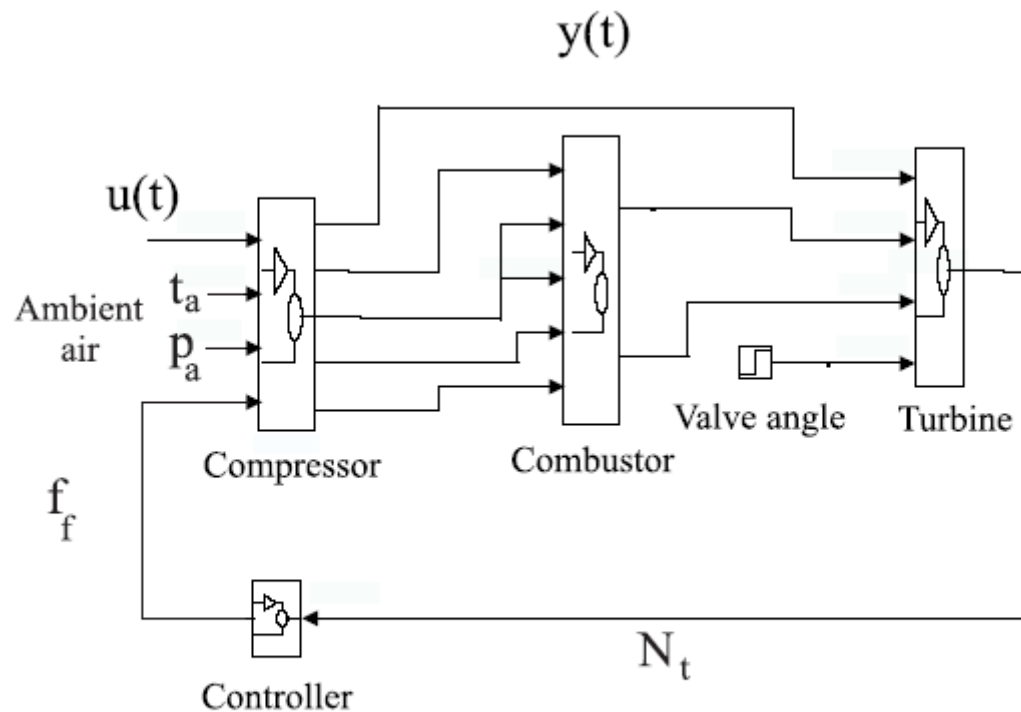 y(t)
u(t)
t_a
Ambient
air
p_a
Valve angle
Turbine
Compressor
Combustor
f_f
N_t
Controller